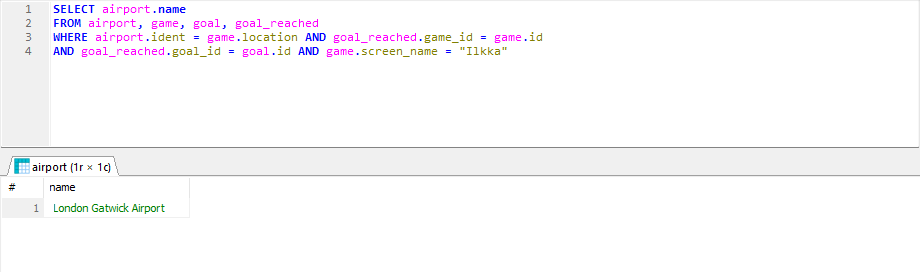 1 SELECT airport.name
2 FROM airport, game, goal, goal_reached
3 WHERE airport.ident = game.location AND goal_reached.game_id = game.id
4 AND goal_reached.goal_id = goal.id AND game.screen_name = "Ilkka"
airport (1r × 1c)
# name
1 London Gatwick Airport